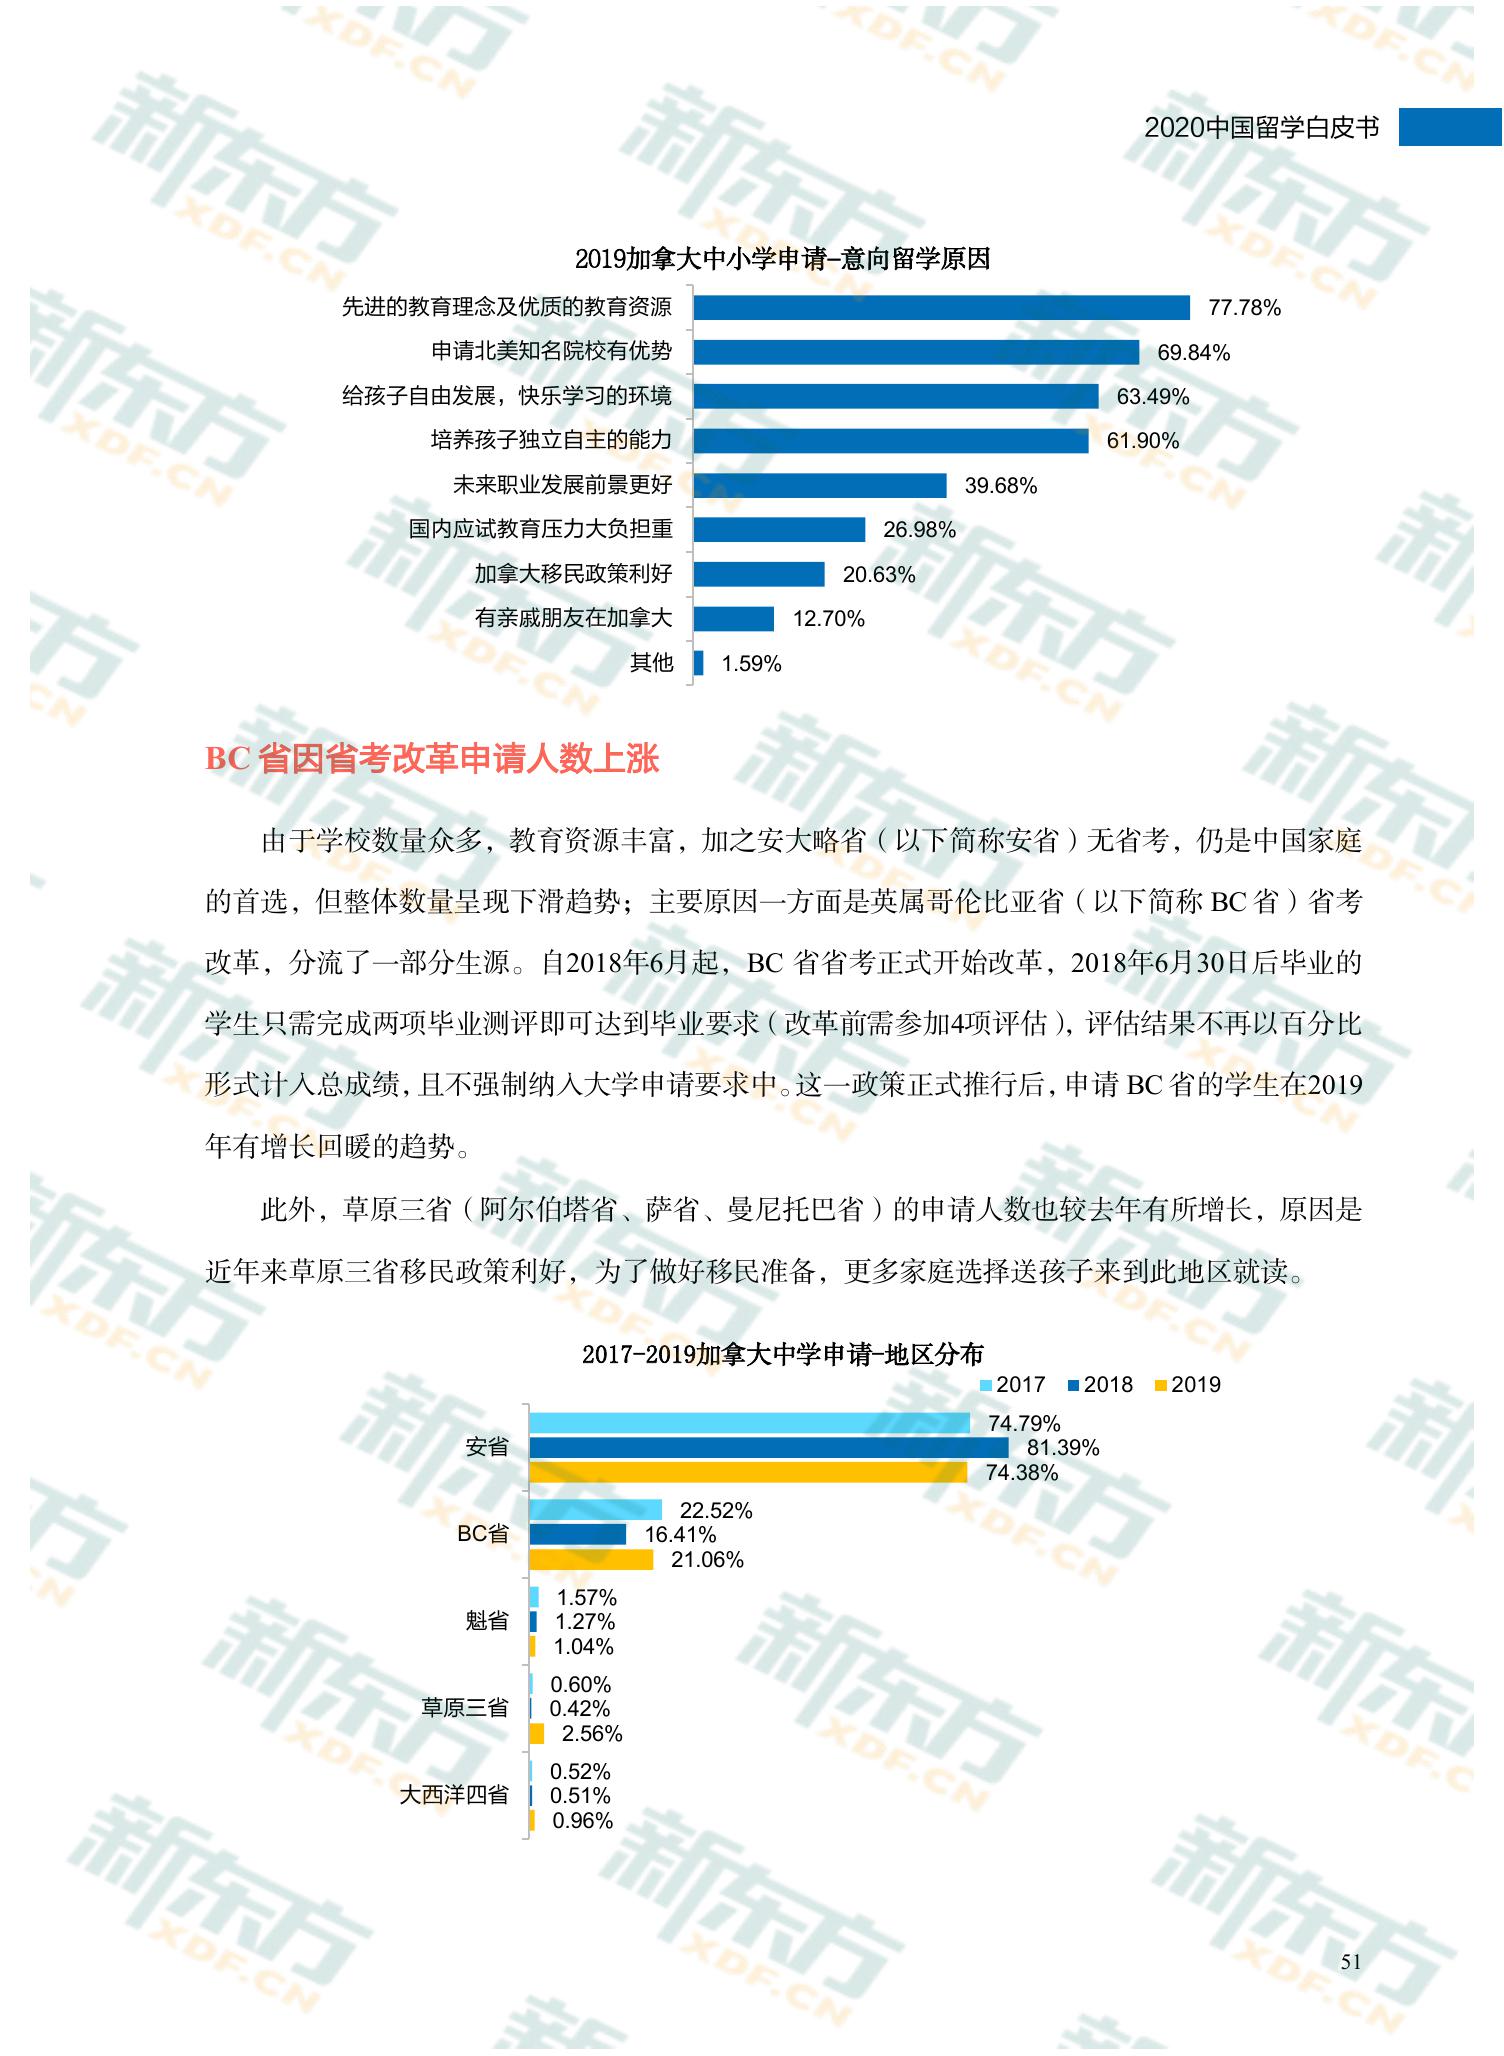 2020中国留学白皮书
2019加拿大中小学申请-意向留学原因
先进的教育理念及优质的教育资源 77.78%
申请北美知名院校有优势 69.84%
给孩子自由发展，快乐学习的环境 63.49%
培养孩子独立自主的能力 61.90%
未来职业发展前景更好 39.68%
国内应试教育压力大负担重 26.98%
加拿大移民政策利好 20.63%
有亲戚朋友在加拿大 12.70%
其他 1.59%
BC 省因省考改革申请人数上涨
由于学校数量众多，教育资源丰富，加之安大略省（以下简称安省）无省考，仍是中国家庭
的首选，但整体数量呈现下滑趋势；主要原因一方面是英属哥伦比亚省（以下简称 BC 省）省考
改革，分流了一部分生源。自2018年6月起，BC 省省考正式开始改革，2018年6月30日后毕业的
学生只需完成两项毕业测评即可达到毕业要求（改革前需参加4项评估），评估结果不再以百分比
形式计入总成绩，且不强制纳入大学申请要求中。这一政策正式推行后，申请 BC 省的学生在2019
年有增长回暖的趋势。
此外，草原三省（阿尔伯塔省、萨省、曼尼托巴省）的申请人数也较去年有所增长，原因是
近年来草原三省移民政策利好，为了做好移民准备，更多家庭选择送孩子来到此地区就读。
2017-2019加拿大中学申请-地区分布
2017 2018 2019
74.79%
安省 81.39%
74.38%
22.52%
BC省 16.41%
21.06%
1.57%
魁省 1.27%
1.04%
0.60%
草原三省 0.42%
2.56%
0.52%
大西洋四省 0.51%
0.96%
51
新东方
XDF.CN